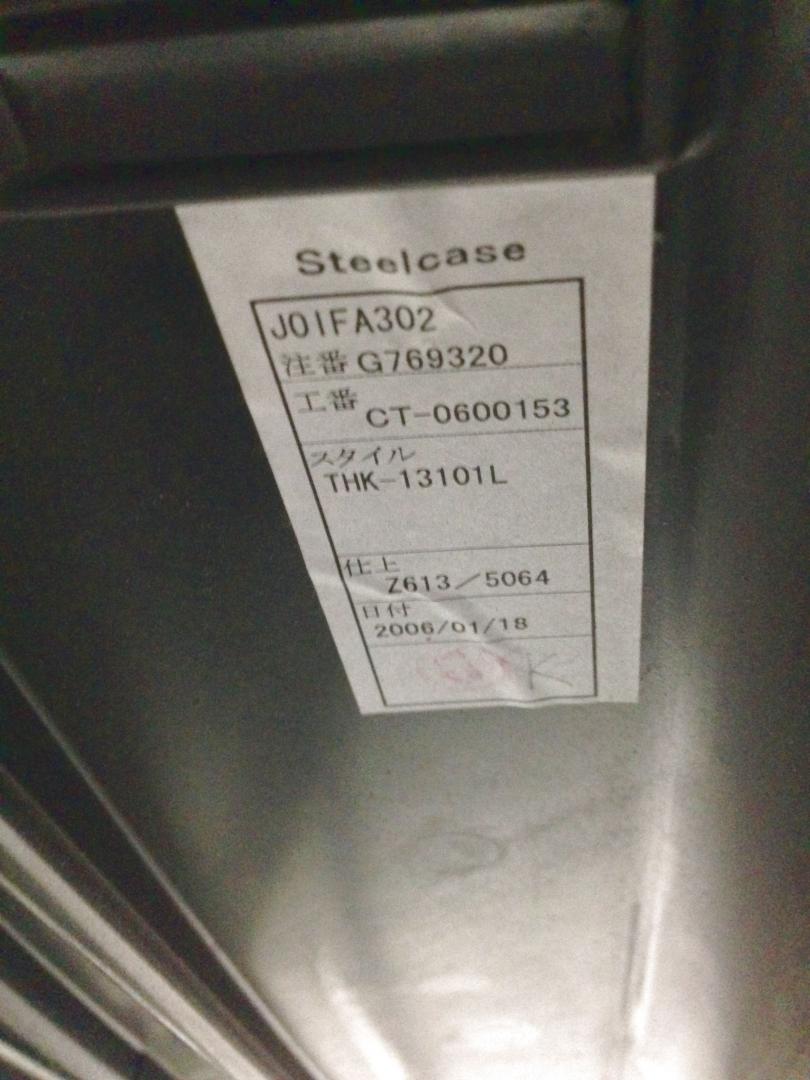 Steelcase
J01FA302
注番 G769320
工番
CT-0600153
スタイル
THK-13101L
仕上
Z613/5064
日付
2006/01/18
K